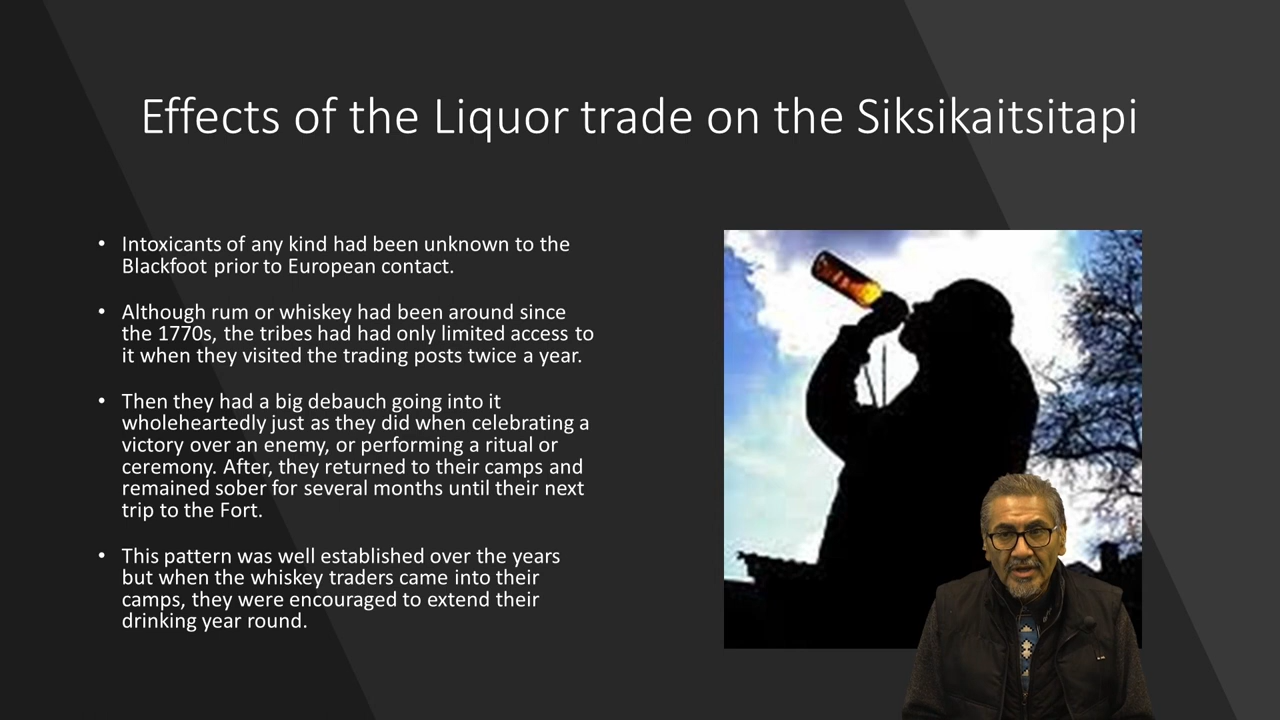 Effects of the Liquor trade on the Siksikaitsitapi
• Intoxicants of any kind had been unknown to the
Blackfoot prior to European contact.
• Although rum or whiskey had been around since
the 1770s, the tribes had had only limited access to
it when they visited the trading posts twice a year.
• Then they had a big debauch going into it
wholeheartedly just as they did when celebrating a
victory over an enemy, or performing a ritual or
ceremony. After, they returned to their camps and
remained sober for several months until their next
trip to the Fort.
• This pattern was well established over the years
but when the whiskey traders came into their
camps, they were encouraged to extend their
drinking year round.